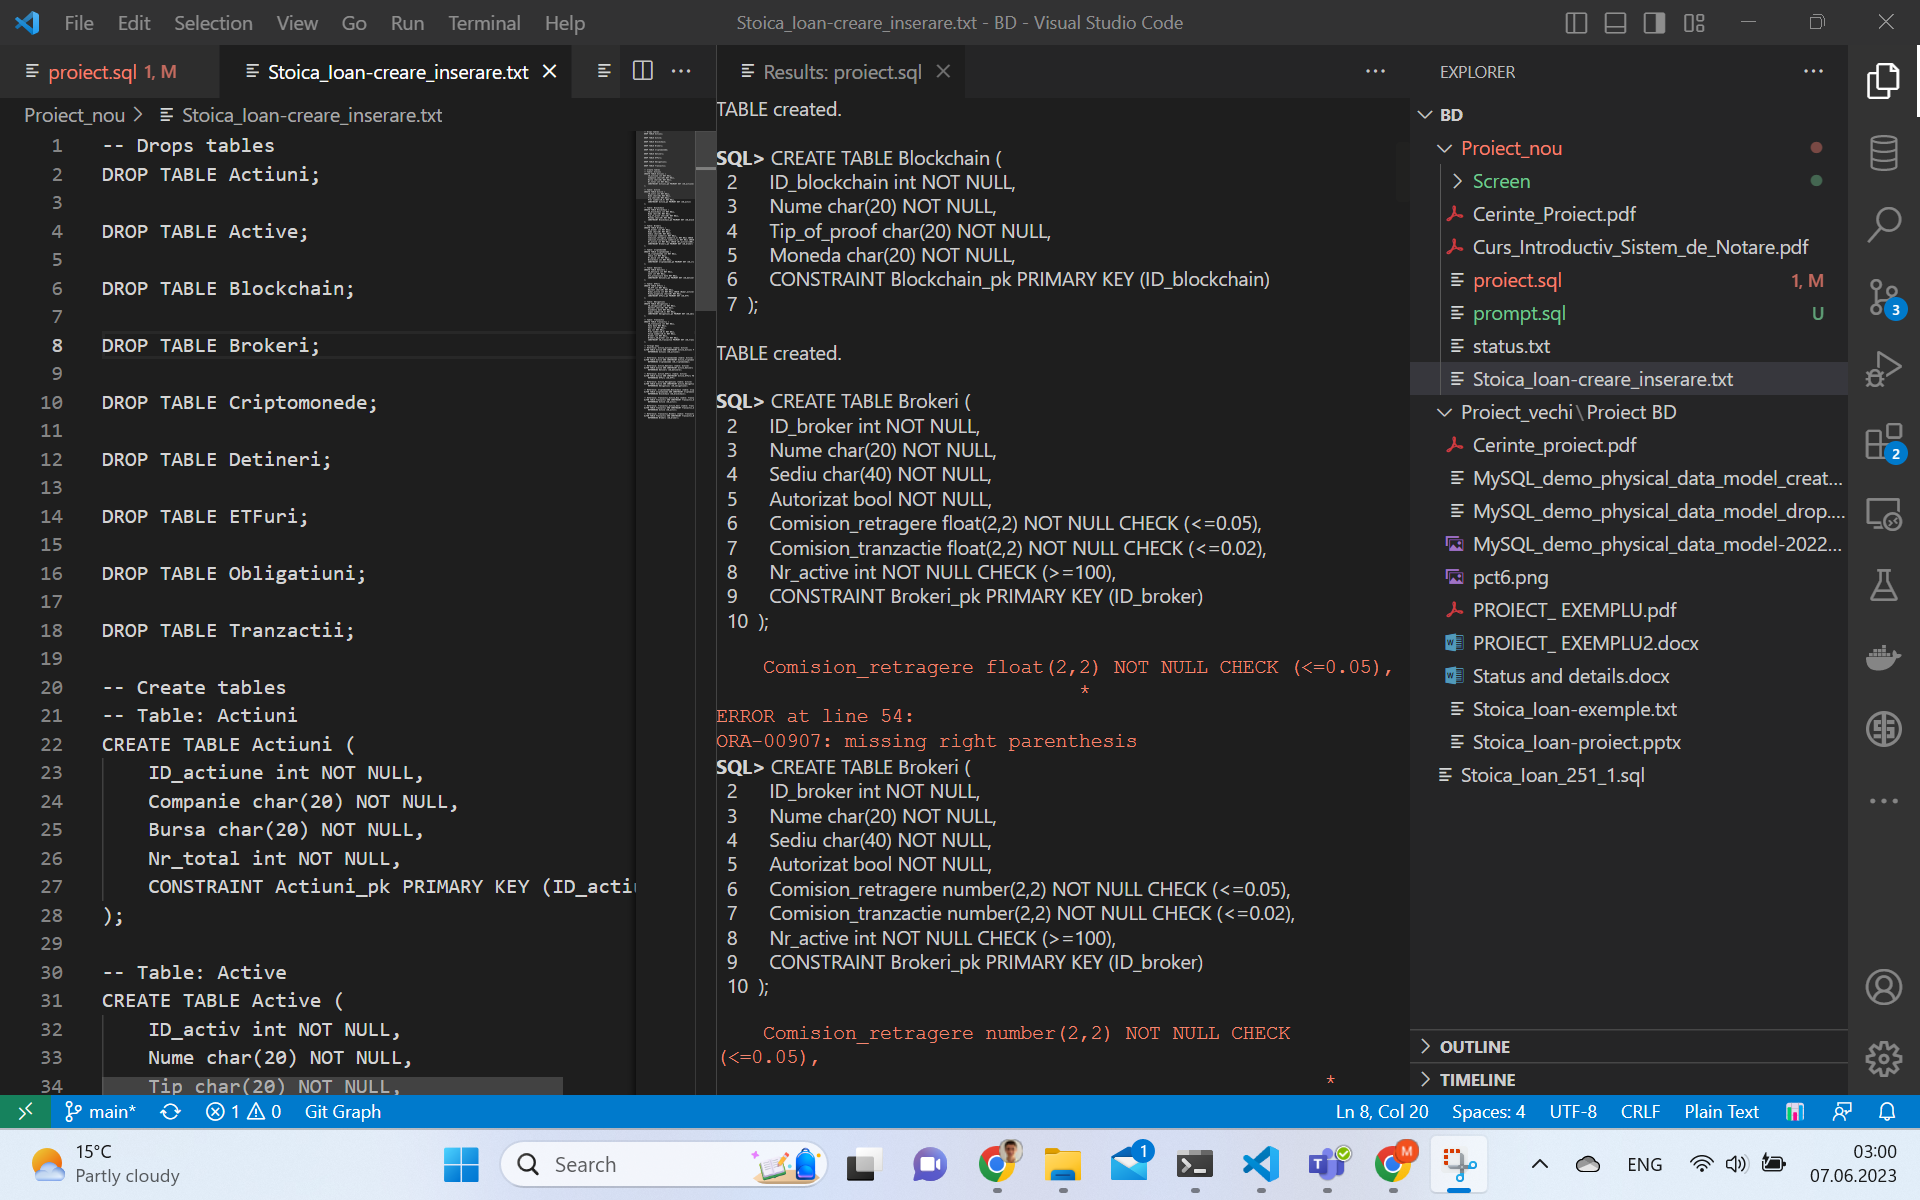 File Edit Selection View Go Run Terminal Help
Stoica_Ioan-creare_inserare.txt - BD - Visual Studio Code
proiect.sql 1, M
Stoica_Ioan-creare_inserare.txt
Results: proiect.sql
Proiect_nou > Stoica_Ioan-creare_inserare.txt
1 -- Drops tables
2 DROP TABLE Actiuni;
3
4 DROP TABLE Active;
5
6 DROP TABLE Blockchain;
7
8 DROP TABLE Brokeri;
9
10 DROP TABLE Criptomonede;
11
12 DROP TABLE Detineri;
13
14 DROP TABLE ETFuri;
15
16 DROP TABLE Obligatiuni;
17
18 DROP TABLE Tranzactii;
19
20 -- Create tables
21 -- Table: Actiuni
22 CREATE TABLE Actiuni (
23 ID_actiune int NOT NULL,
24 Companie char(20) NOT NULL,
25 Bursa char(20) NOT NULL,
26 Nr_total int NOT NULL,
27 CONSTRAINT Actiuni_pk PRIMARY KEY (ID_actiu
28 );
29
30 -- Table: Active
31 CREATE TABLE Active (
32 ID_activ int NOT NULL,
33 Nume char(20) NOT NULL,
34 Tip char(20) NOT NULL,
TABLE created.
SQL> CREATE TABLE Blockchain (
2 ID_blockchain int NOT NULL,
3 Nume char(20) NOT NULL,
4 Tip_of_proof char(20) NOT NULL,
5 Moneda char(20) NOT NULL,
6 CONSTRAINT Blockchain_pk PRIMARY KEY (ID_blockchain)
7 );
TABLE created.
SQL> CREATE TABLE Brokeri (
2 ID_broker int NOT NULL,
3 Nume char(20) NOT NULL,
4 Sediu char(40) NOT NULL,
5 Autorizat bool NOT NULL,
6 Comision_retragere float(2,2) NOT NULL CHECK (<=0.05),
7 Comision_tranzactie float(2,2) NOT NULL CHECK (<=0.02),
8 Nr_active int NOT NULL CHECK (>=100),
9 CONSTRAINT Brokeri_pk PRIMARY KEY (ID_broker)
10 );
Comision_retragere float(2,2) NOT NULL CHECK (<=0.05),
*
ERROR at line 54:
ORA-00907: missing right parenthesis
SQL> CREATE TABLE Brokeri (
2 ID_broker int NOT NULL,
3 Nume char(20) NOT NULL,
4 Sediu char(40) NOT NULL,
5 Autorizat bool NOT NULL,
6 Comision_retragere number(2,2) NOT NULL CHECK (<=0.05),
7 Comision_tranzactie number(2,2) NOT NULL CHECK (<=0.02),
8 Nr_active int NOT NULL CHECK (>=100),
9 CONSTRAINT Brokeri_pk PRIMARY KEY (ID_broker)
10 );
Comision_retragere number(2,2) NOT NULL CHECK
(<=0.05),
*
EXPLORER
BD
Proiect_nou
Screen
Cerinte_Proiect.pdf
Curs_Introductiv_Sistem_de_Notare.pdf
proiect.sql 1, M
prompt.sql U
status.txt
Stoica_Ioan-creare_inserare.txt
Proiect_vechi\Proiect BD
Cerinte_proiect.pdf
MySQL_demo_physical_data_model_creat...
MySQL_demo_physical_data_model_drop....
MySQL_demo_physical_data_model-2022...
pct6.png
PROIECT_ EXEMPLU.pdf
PROIECT_ EXEMPLU2.docx
Status and details.docx
Stoica_Ioan-exemple.txt
Stoica_Ioan-proiect.pptx
Stoica_Ioan_251_1.sql
OUTLINE
TIMELINE
3
2
main* 1 0 Git Graph
Ln 8, Col 20 Spaces: 4 UTF-8 CRLF Plain Text
15°C
Partly cloudy
Search
1
M
ENG
03:00
07.06.2023